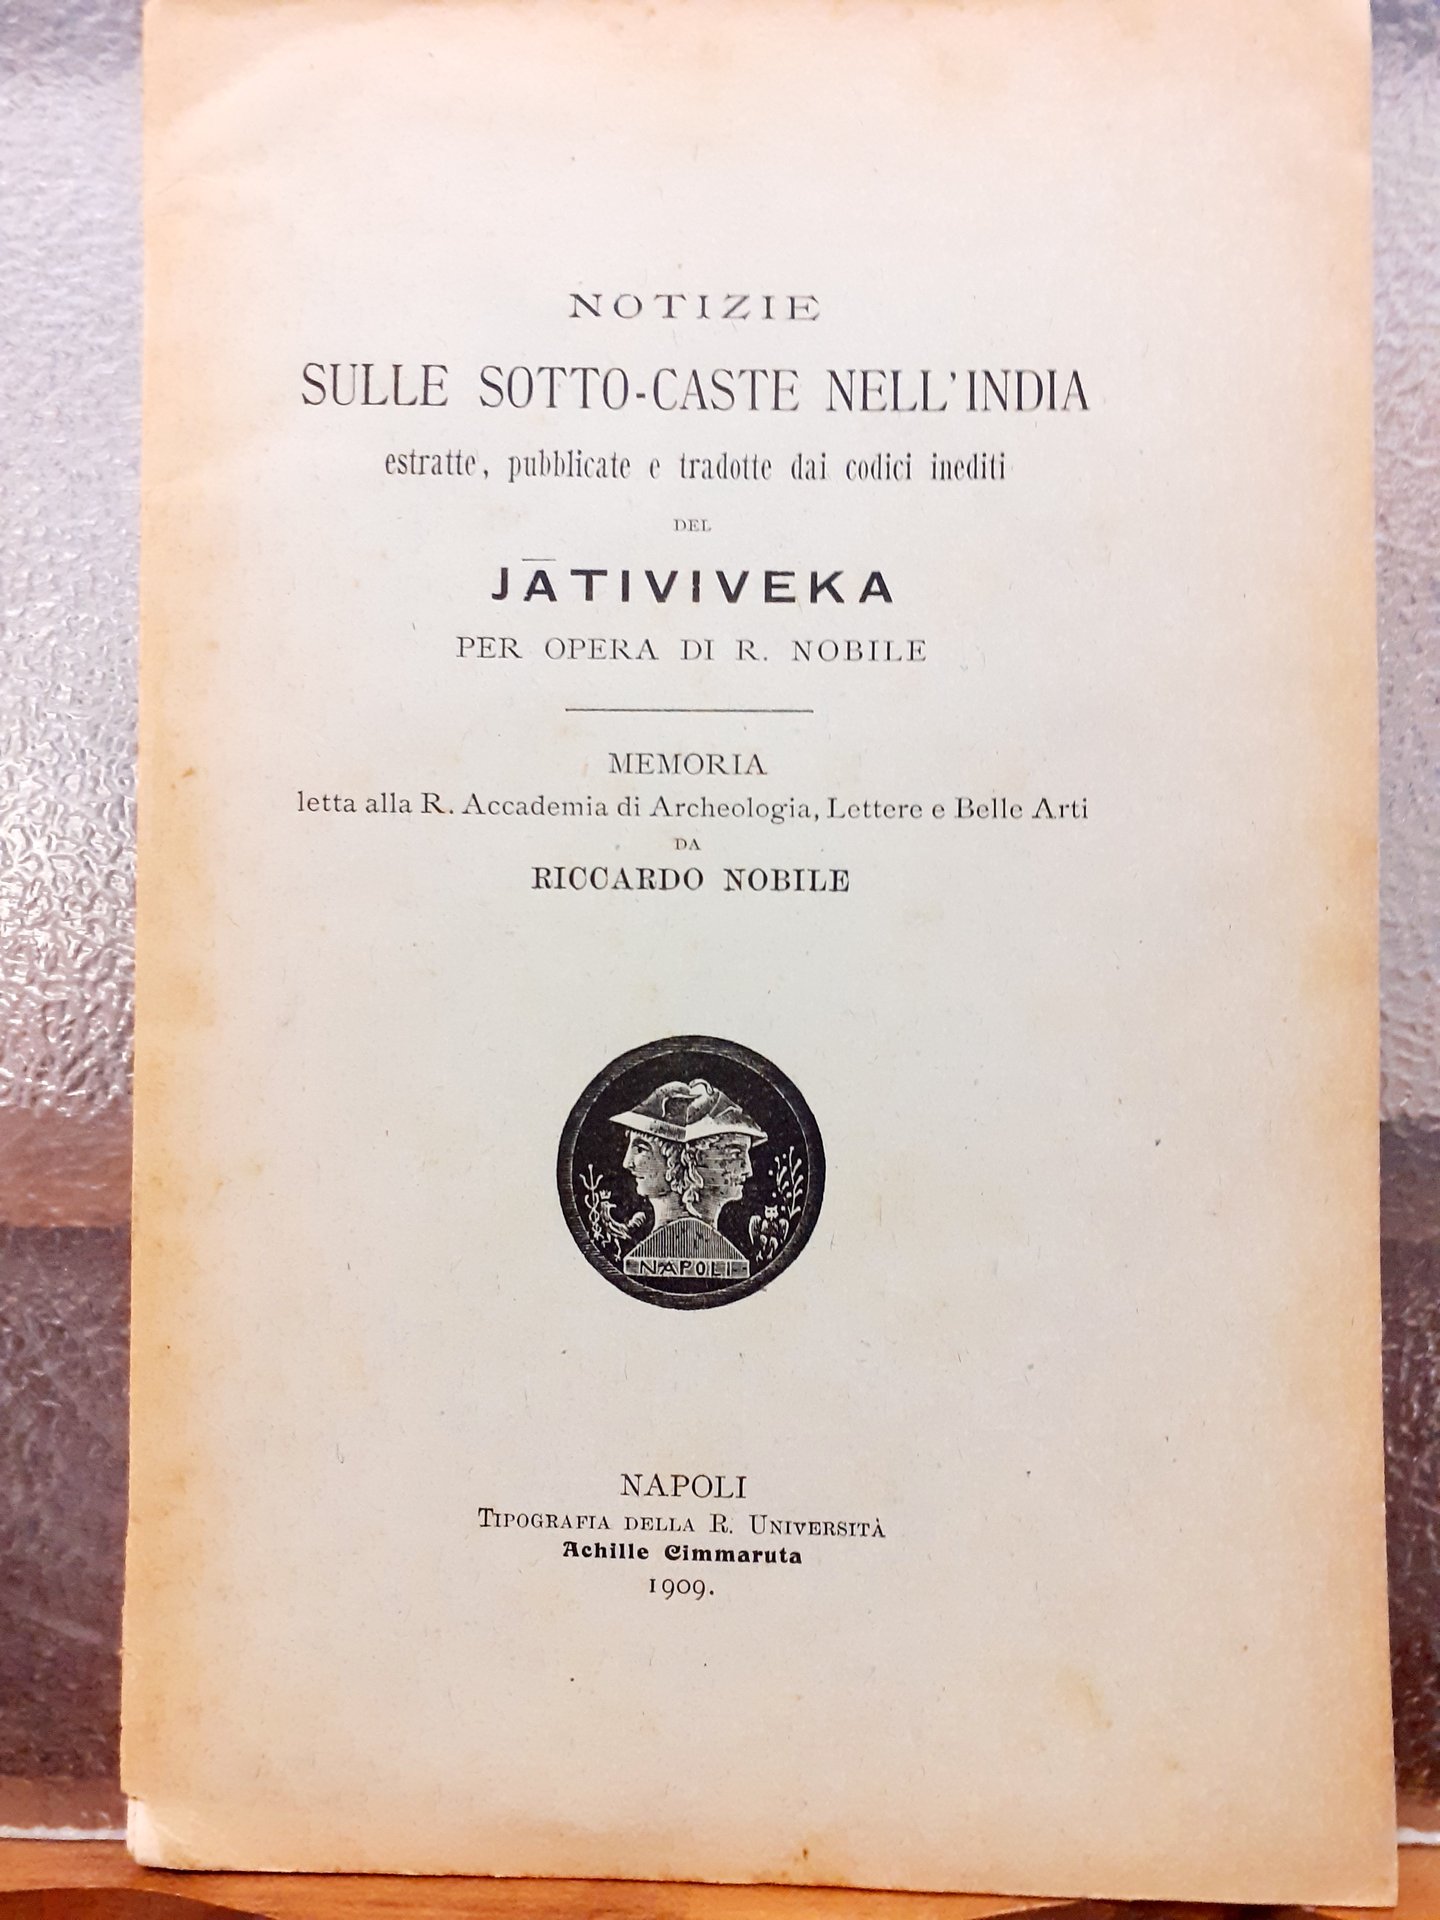 NOTIZIE
SULLE SOTTO-CASTE NELL'INDIA
estratte, pubblicate e tradotte dai codici inediti
DEL
JĀTIVIVEKA
PER OPERA DI R. NOBILE
MEMORIA
letta alla R. Accademia di Archeologia, Lettere e Belle Arti
DA
RICCARDO NOBILE
NAPOLI
NAPOLI
TIPOGRAFIA DELLA R. UNIVERSITÀ
Achille Cimmaruta
1909.